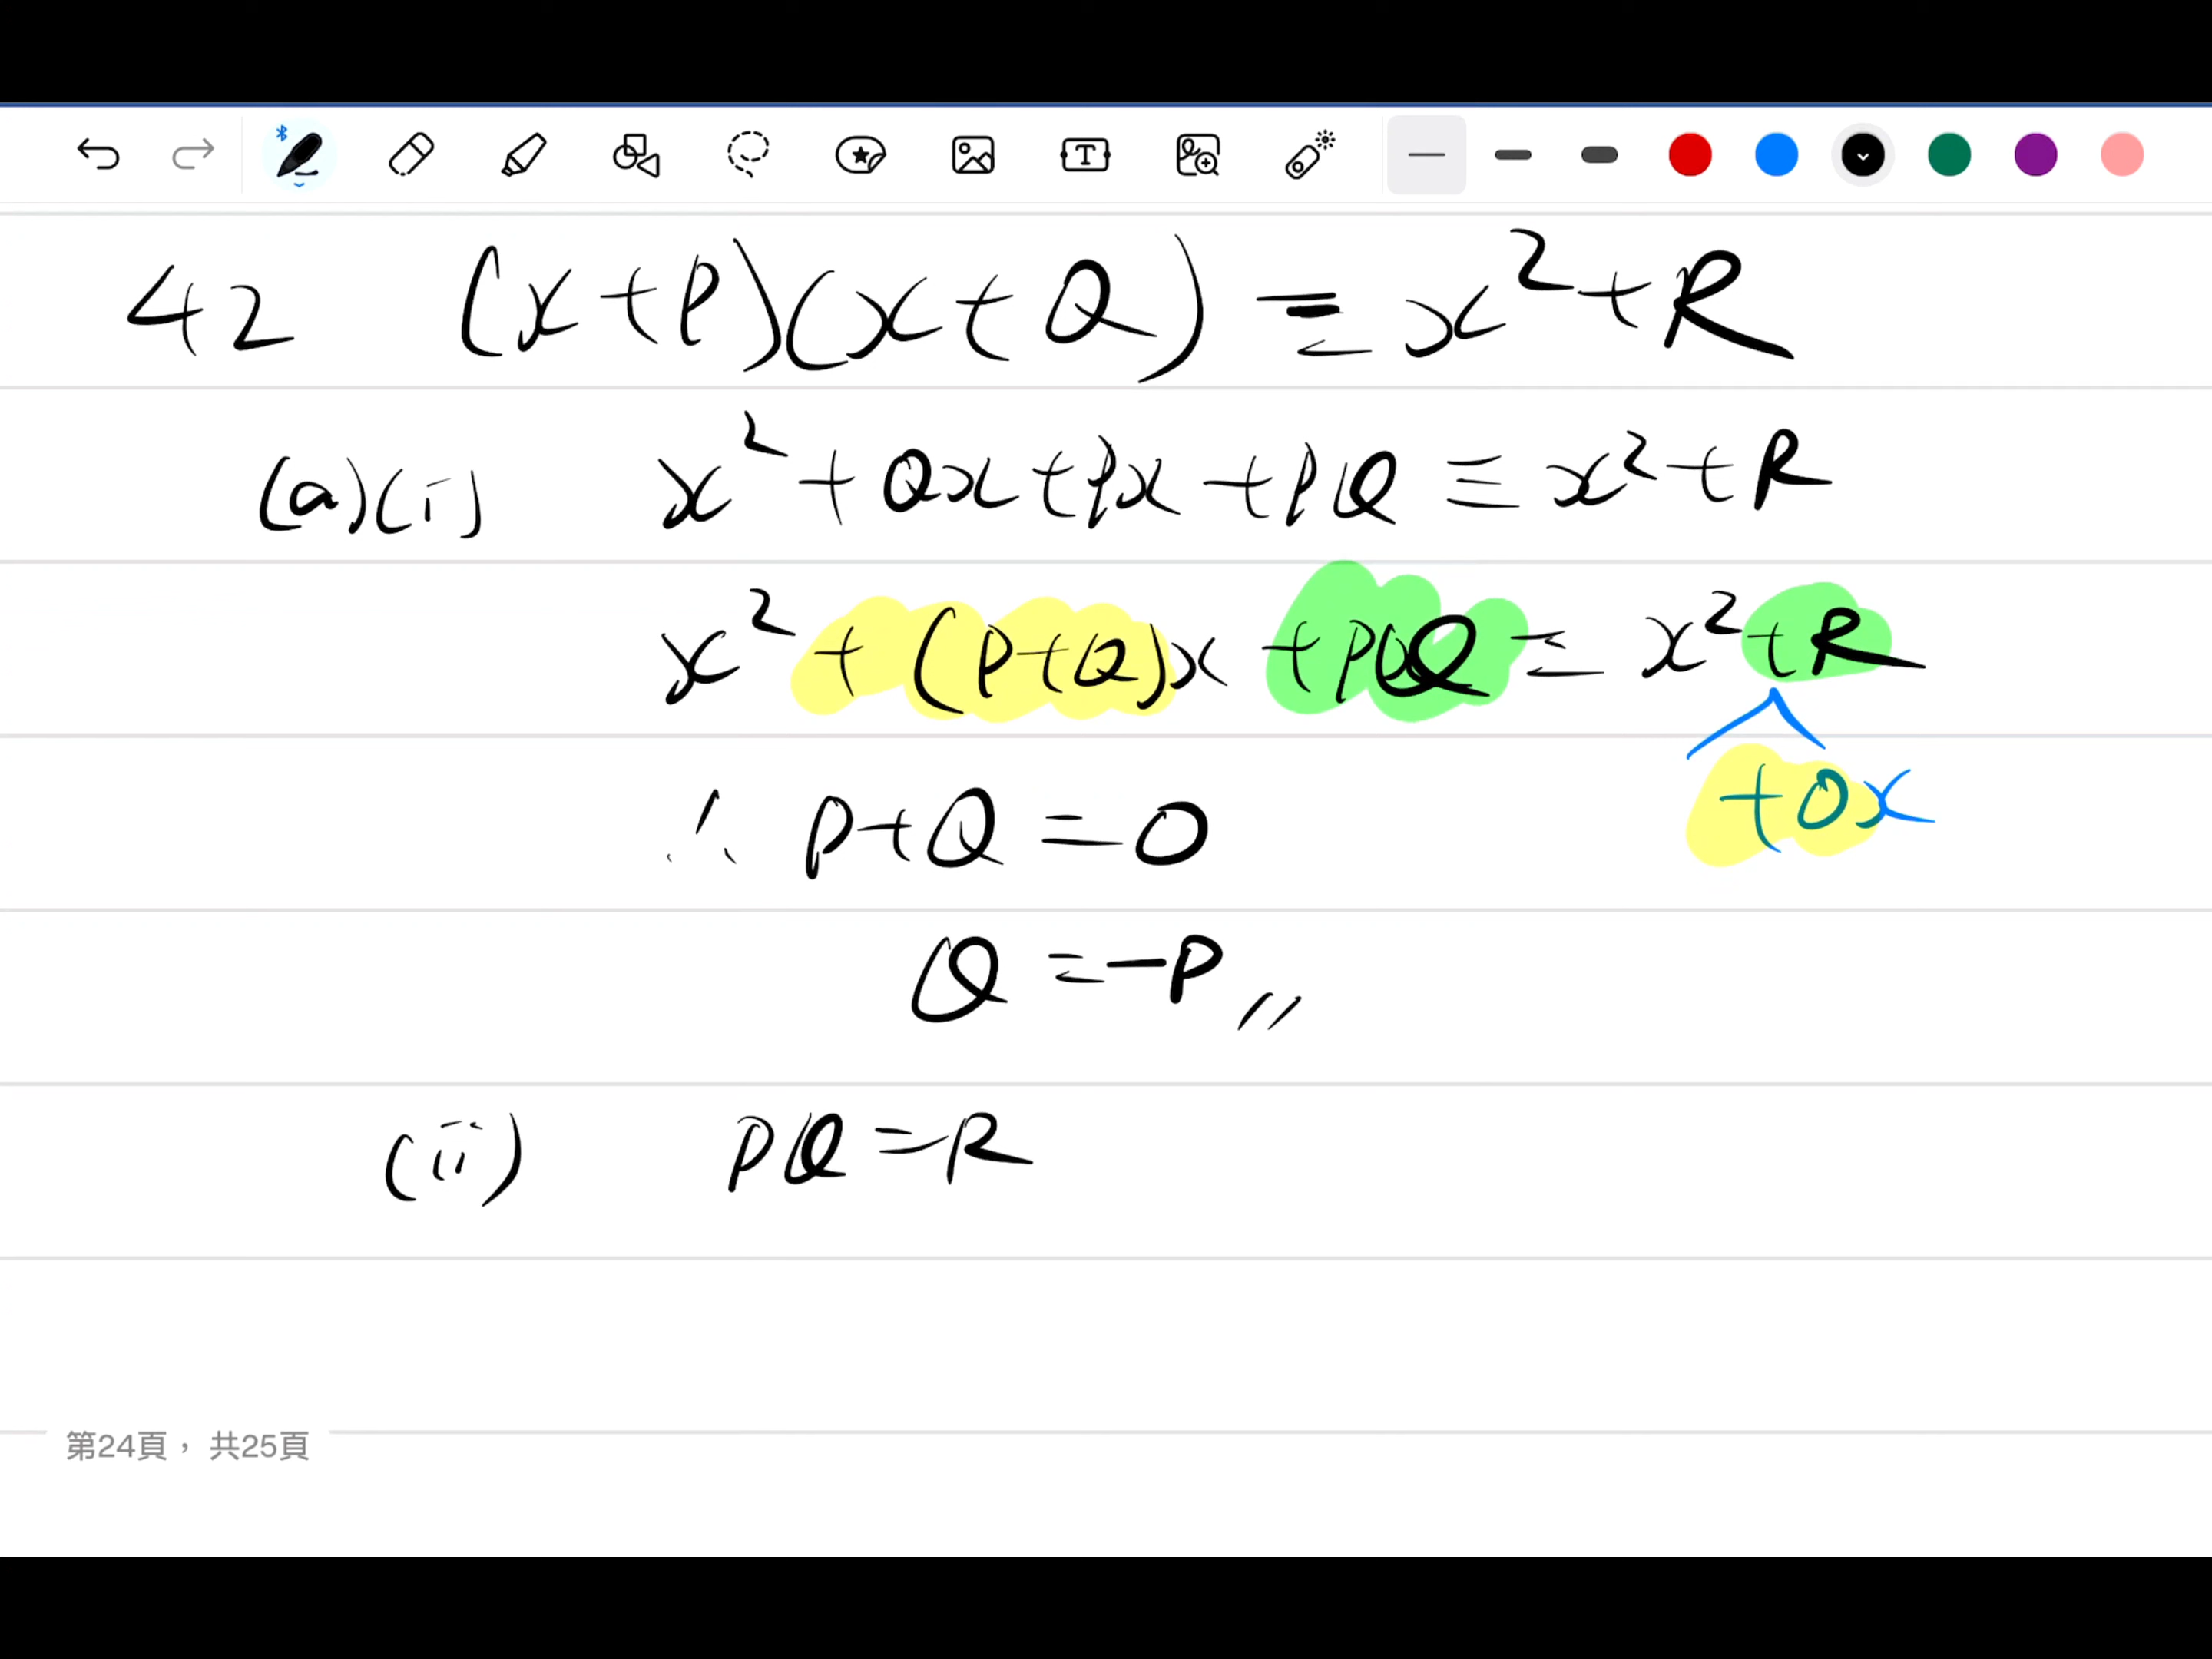 42 (x+P)(x+Q) ≡ x²+R
(a)(i) x²+Qx+Px+PQ ≡ x²+R
x²+(P+Q)x+PQ ≡ x²+R
+0x
∴ P+Q=0
Q=-P
(ii) PQ=R
第24頁，共25頁